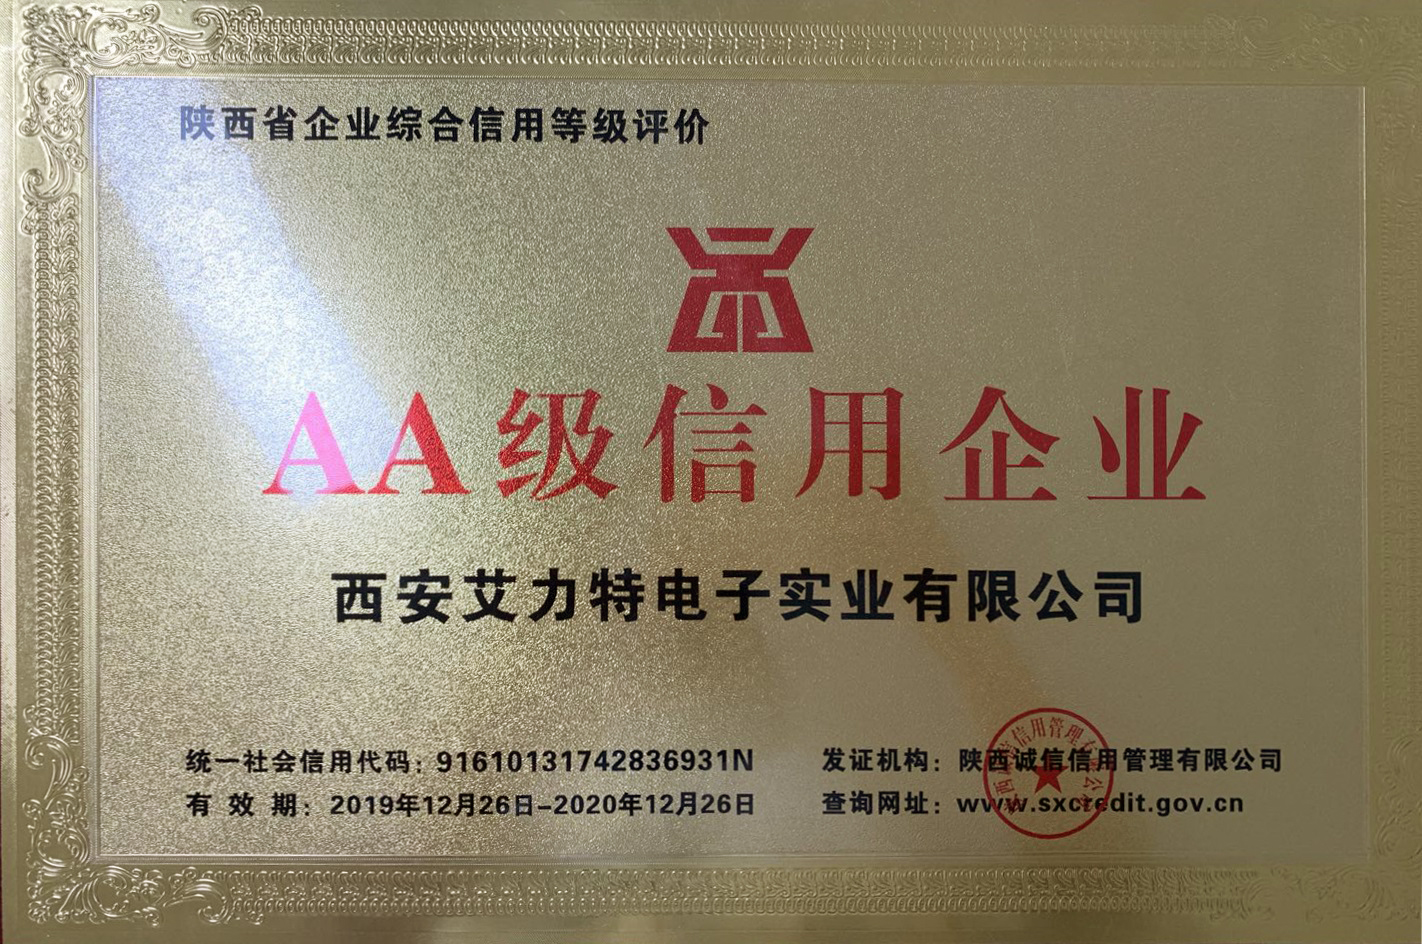 陕西省企业综合信用等级评价
AA级信用企业
西安艾力特电子实业有限公司
统一社会信用代码：91610131742836931N
有 效 期：2019年12月26日-2020年12月26日
发证机构：陕西诚信信用管理有限公司
查询网址：www.sxcredit.gov.cn